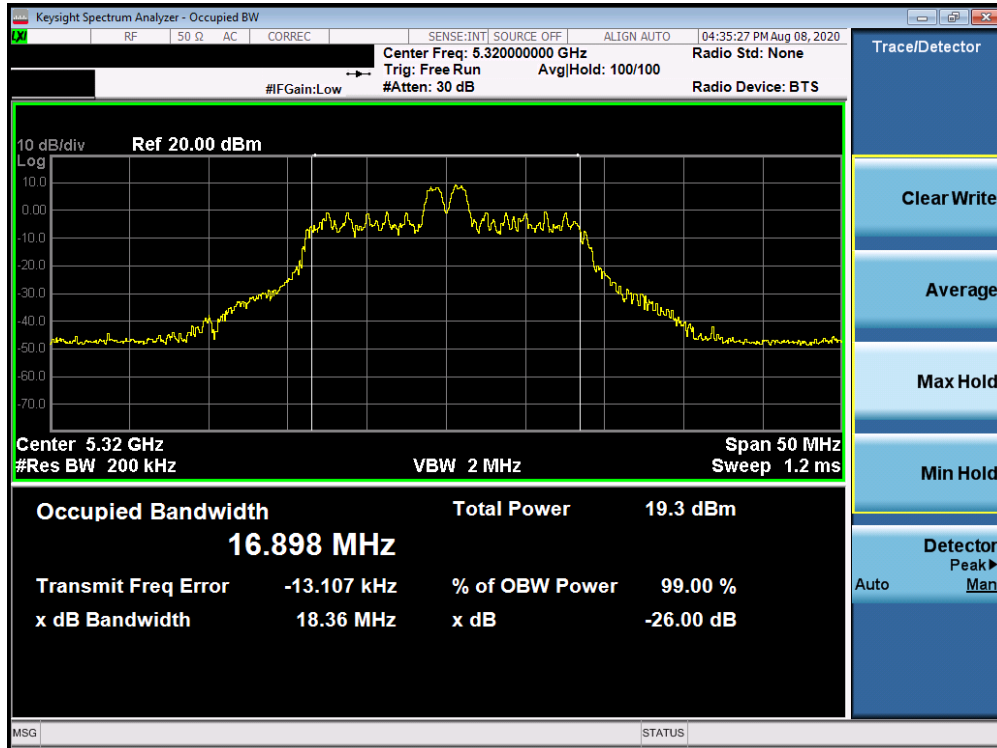 Keysight Spectrum Analyzer - Occupied BW
LXI RF 50 Ω AC CORREC SENSE:INT SOURCE OFF ALIGN AUTO 04:35:27 PM Aug 08, 2020
Center Freq: 5.320000000 GHz Radio Std: None
Trig: Free Run Avg|Hold: 100/100
#IFGain:Low #Atten: 30 dB Radio Device: BTS
10 dB/div Ref 20.00 dBm
Log
10.0
0.00
-10.0
-20.0
-30.0
-40.0
-50.0
-60.0
-70.0
Center 5.32 GHz Span 50 MHz
#Res BW 200 kHz VBW 2 MHz Sweep 1.2 ms
Occupied Bandwidth Total Power 19.3 dBm
16.898 MHz
Transmit Freq Error -13.107 kHz % of OBW Power 99.00 %
x dB Bandwidth 18.36 MHz x dB -26.00 dB
MSG STATUS
Trace/Detector
Clear Write
Average
Max Hold
Min Hold
Detector
Peak▶
Auto Man